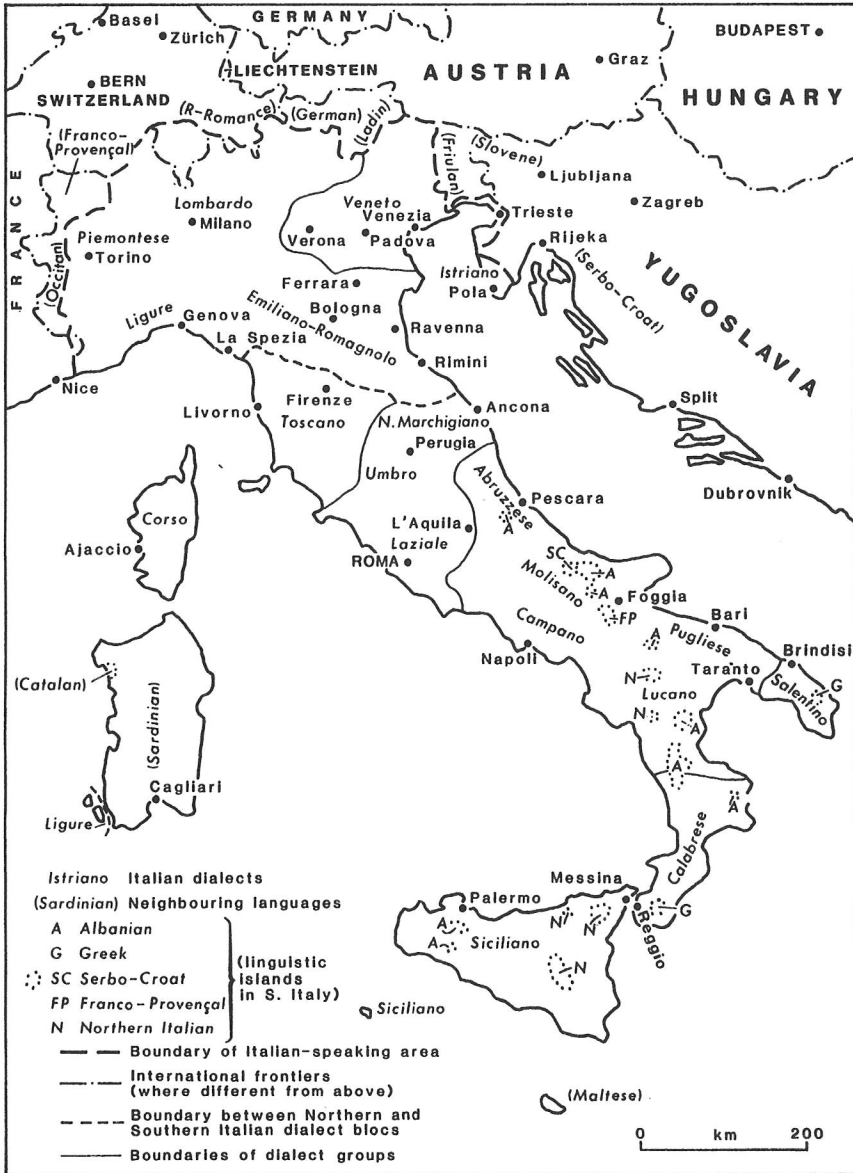 Basel
Zürich
GERMANY
BUDAPEST
LIECHTENSTEIN
AUSTRIA
Graz
BERN
SWITZERLAND
HUNGARY
(R-Romance)
(German)
(Ladin)
(Franco-
Provençal)
(Friulan)
(Slovene)
Ljubljana
Zagreb
FRANCE
Lombardo
Milano
Veneto
Venezia
Trieste
Verona
Padova
Rijeka
Piemontese
Torino
(Occitan)
Istriano
Pola
(Serbo-Croat)
YUGOSLAVIA
Ferrara
Bologna
Emiliano-Romagnolo
Ravenna
Ligure
Genova
La Spezia
Rimini
Nice
Firenze
Toscano
Livorno
N. Marchigiano
Ancona
Split
Perugia
Umbro
Dubrovnik
Abruzzese
Pescara
A
Corso
Ajaccio
L'Aquila
Laziale
ROMA
SC
A
Molisano
A
FP
Foggia
Campano
Napoli
Bari
Pugliese
A
Brindisi
Taranto
Salentino
G
N
Lucano
N
A
A
A
(Catalan)
(Sardinian)
Cagliari
Ligure
Calabrese
Messina
Reggio
G
Palermo
A
A
Siciliano
N
N
N
Siciliano
(Maltese)
Istriano Italian dialects
(Sardinian) Neighbouring languages
A Albanian
G Greek
SC Serbo-Croat
FP Franco-Provençal
N Northern Italian
(linguistic
islands
in S. Italy)
Boundary of Italian-speaking area
International frontiers
(where different from above)
Boundary between Northern and
Southern Italian dialect blocs
Boundaries of dialect groups
0 km 200